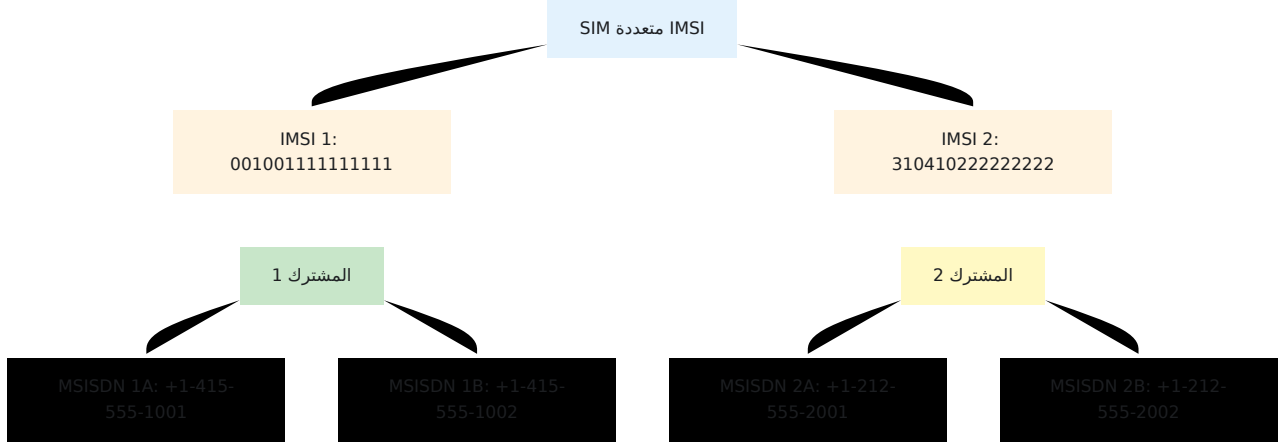 SIM متعددة IMSI
IMSI 1:
001001111111111
IMSI 2:
310410222222222
المشترك 1
المشترك 2
MSISDN 1A: +1-415-
555-1001
MSISDN 1B: +1-415-
555-1002
MSISDN 2A: +1-212-
555-2001
MSISDN 2B: +1-212-
555-2002